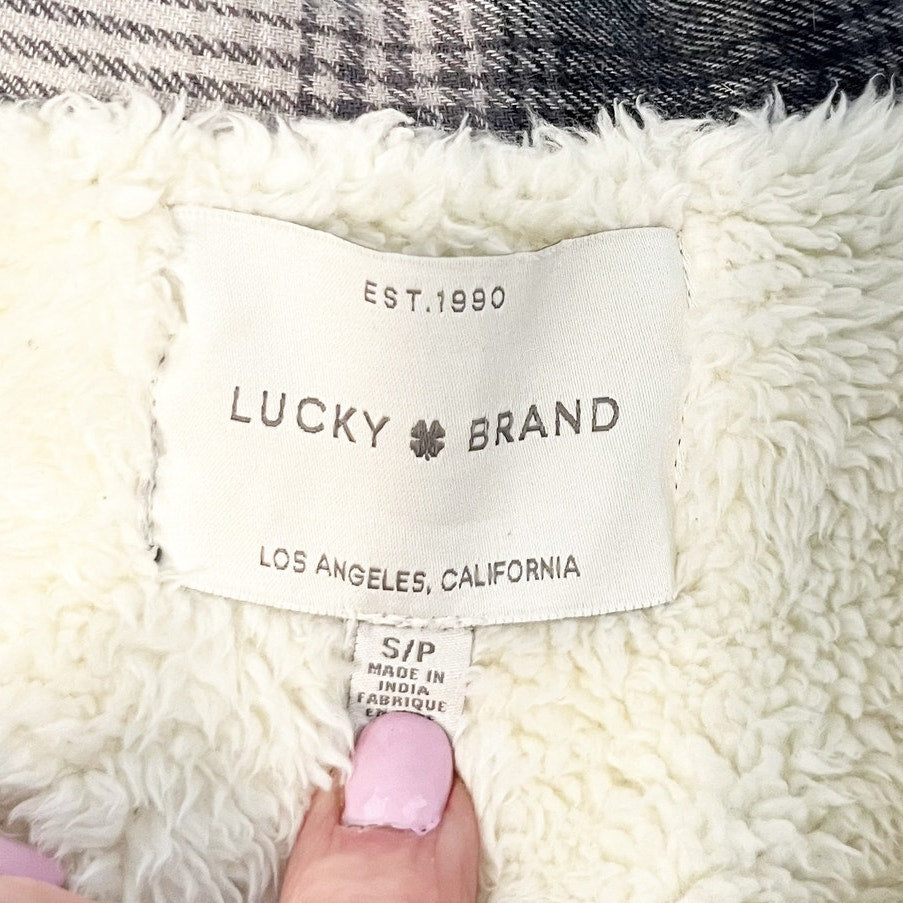 EST.1990
LUCKY BRAND
LOS ANGELES, CALIFORNIA
S/P
MADE IN
INDIA
FABRIQUE